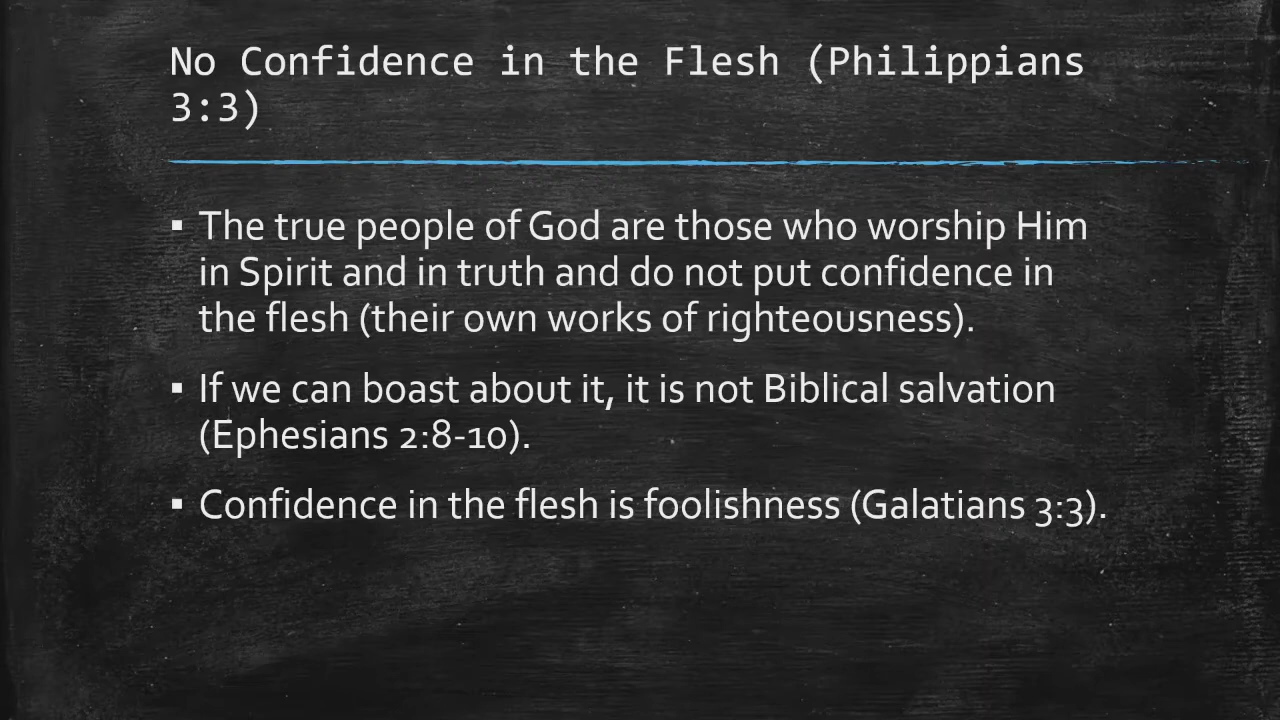 No Confidence in the Flesh (Philippians
3:3)
▪ The true people of God are those who worship Him
in Spirit and in truth and do not put confidence in
the flesh (their own works of righteousness).
▪ If we can boast about it, it is not Biblical salvation
(Ephesians 2:8-10).
▪ Confidence in the flesh is foolishness (Galatians 3:3).